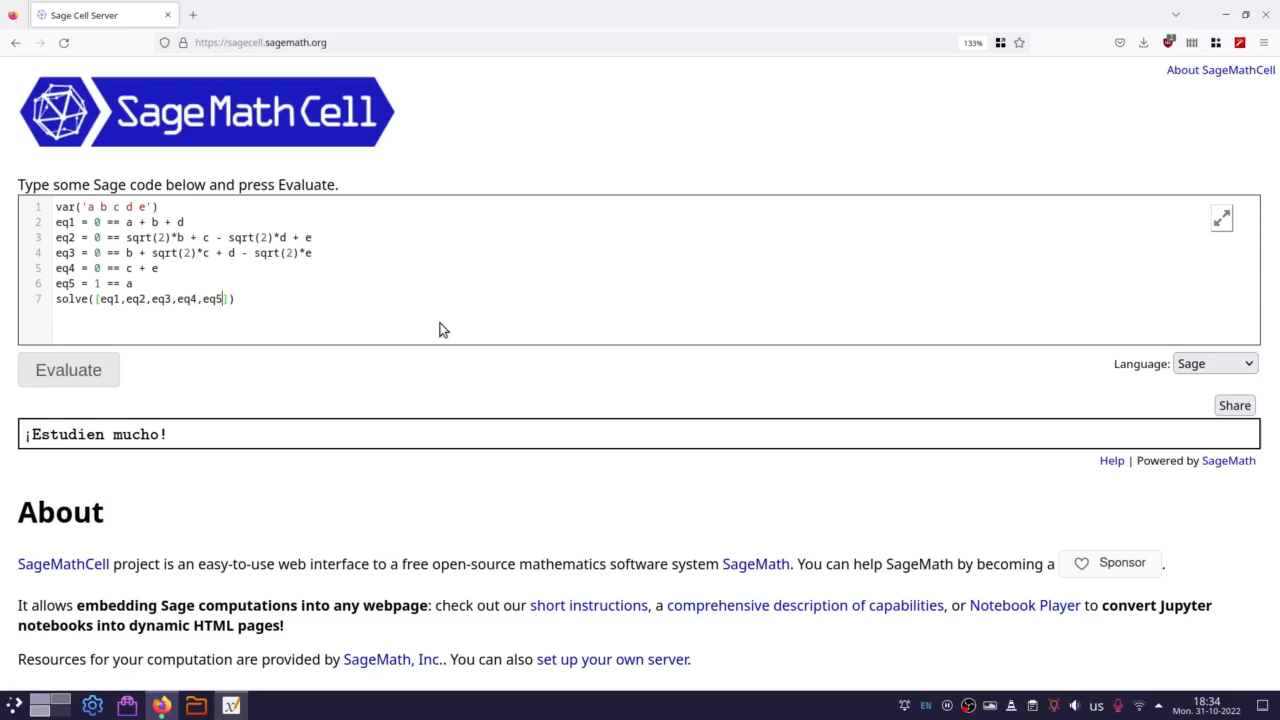 Sage Cell Server
https://sagecell.sagemath.org
133%
About SageMathCell
SageMathCell
Type some Sage code below and press Evaluate.
1 var('a b c d e')
2 eq1 = 0 == a + b + d
3 eq2 = 0 == sqrt(2)*b + c - sqrt(2)*d + e
4 eq3 = 0 == b + sqrt(2)*c + d - sqrt(2)*e
5 eq4 = 0 == c + e
6 eq5 = 1 == a
7 solve([eq1,eq2,eq3,eq4,eq5])
Evaluate
Language: Sage
Share
¡Estudien mucho!
Help | Powered by SageMath
About
SageMathCell project is an easy-to-use web interface to a free open-source mathematics software system SageMath. You can help SageMath by becoming a Sponsor.
It allows embedding Sage computations into any webpage: check out our short instructions, a comprehensive description of capabilities, or Notebook Player to convert Jupyter
notebooks into dynamic HTML pages!
Resources for your computation are provided by SageMath, Inc.. You can also set up your own server.
EN
us
18:34
Mon. 31-10-2022